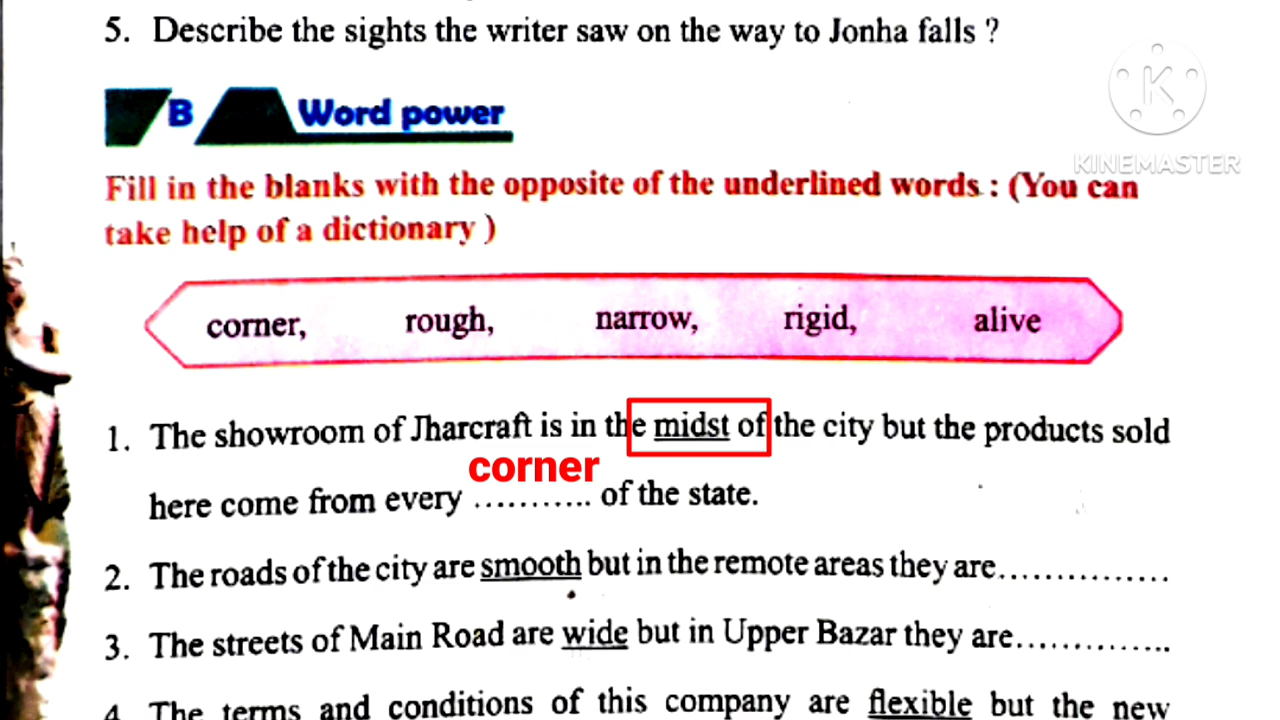 5. Describe the sights the writer saw on the way to Jonha falls ?
B Word power
KINEMASTER
Fill in the blanks with the opposite of the underlined words : (You can
take help of a dictionary )
corner, rough, narrow, rigid, alive
1. The showroom of Jharcraft is in the midst of the city but the products sold
corner
here come from every ........... of the state.
2. The roads of the city are smooth but in the remote areas they are...............
3. The streets of Main Road are wide but in Upper Bazar they are..............
4. The terms and conditions of this company are flexible but the new